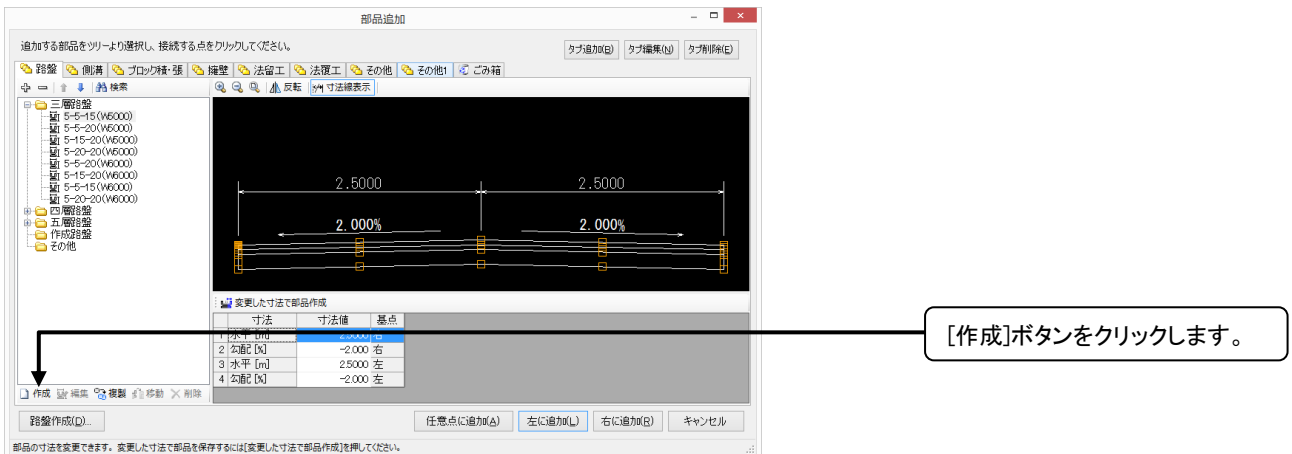 部品追加
追加する部品をツリーより選択し、接続する点をクリックしてください。
タブ追加(B) タブ編集(N) タブ削除(E)
路盤 側溝 ブロック積・張 擁壁 法留工 法覆工 その他 その他1 ごみ箱
検索 反転 寸法線表示
三層路盤
5-5-15(W5000)
5-5-20(W5000)
5-15-20(W5000)
5-20-20(W5000)
5-5-20(W6000)
5-15-20(W6000)
5-5-15(W6000)
5-20-20(W6000)
四層路盤
五層路盤
作成路盤
その他
2.5000 2.5000
2.000% 2.000%
変更した寸法で部品作成
寸法 寸法値 基点
1 水平 [m] 2.5000 右
2 勾配 [%] -2.000 右
3 水平 [m] 2.5000 左
4 勾配 [%] -2.000 左
作成 編集 複製 移動 削除
路盤作成(D)... 任意点に追加(A) 左に追加(L) 右に追加(R) キャンセル
部品の寸法を変更できます。変更した寸法で部品を保存するには[変更した寸法で部品作成]を押してください。
[作成]ボタンをクリックします。